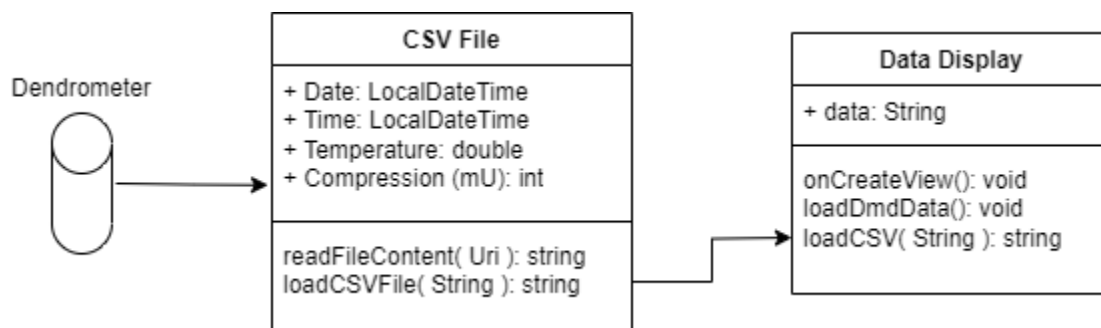 Dendrometer
CSV File
+ Date: LocalDateTime
+ Time: LocalDateTime
+ Temperature: double
+ Compression (mU): int
readFileContent( Uri ): string
loadCSVFile( String ): string
Data Display
+ data: String
onCreateView(): void
loadDmdData(): void
loadCSV( String ): string